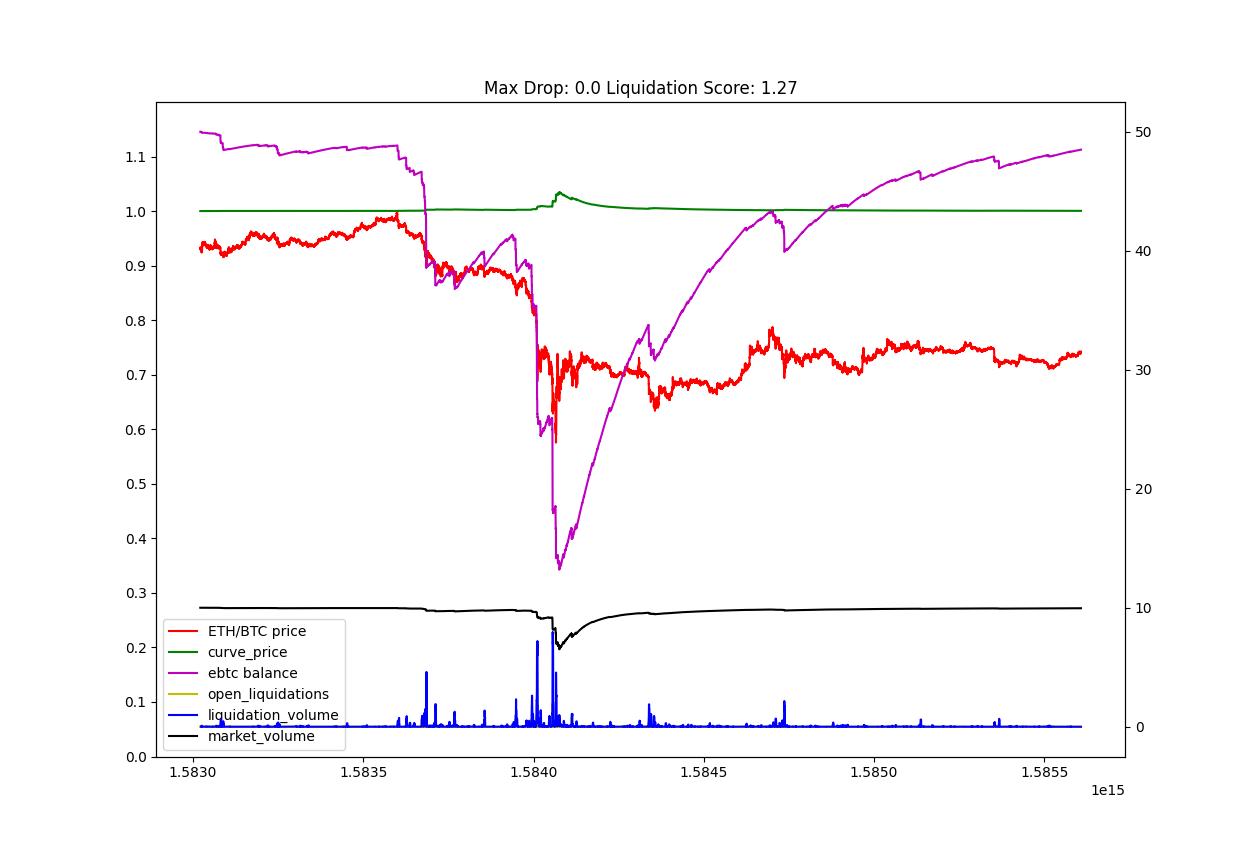 Max Drop: 0.0 Liquidation Score: 1.27
1.1
1.0
0.9
0.8
0.7
0.6
0.5
0.4
0.3
0.2
0.1
0.0
50
40
30
20
10
0
ETH/BTC price
curve_price
ebtc balance
open_liquidations
liquidation_volume
market_volume
1.5830 1.5835 1.5840 1.5845 1.5850 1.5855
1e15